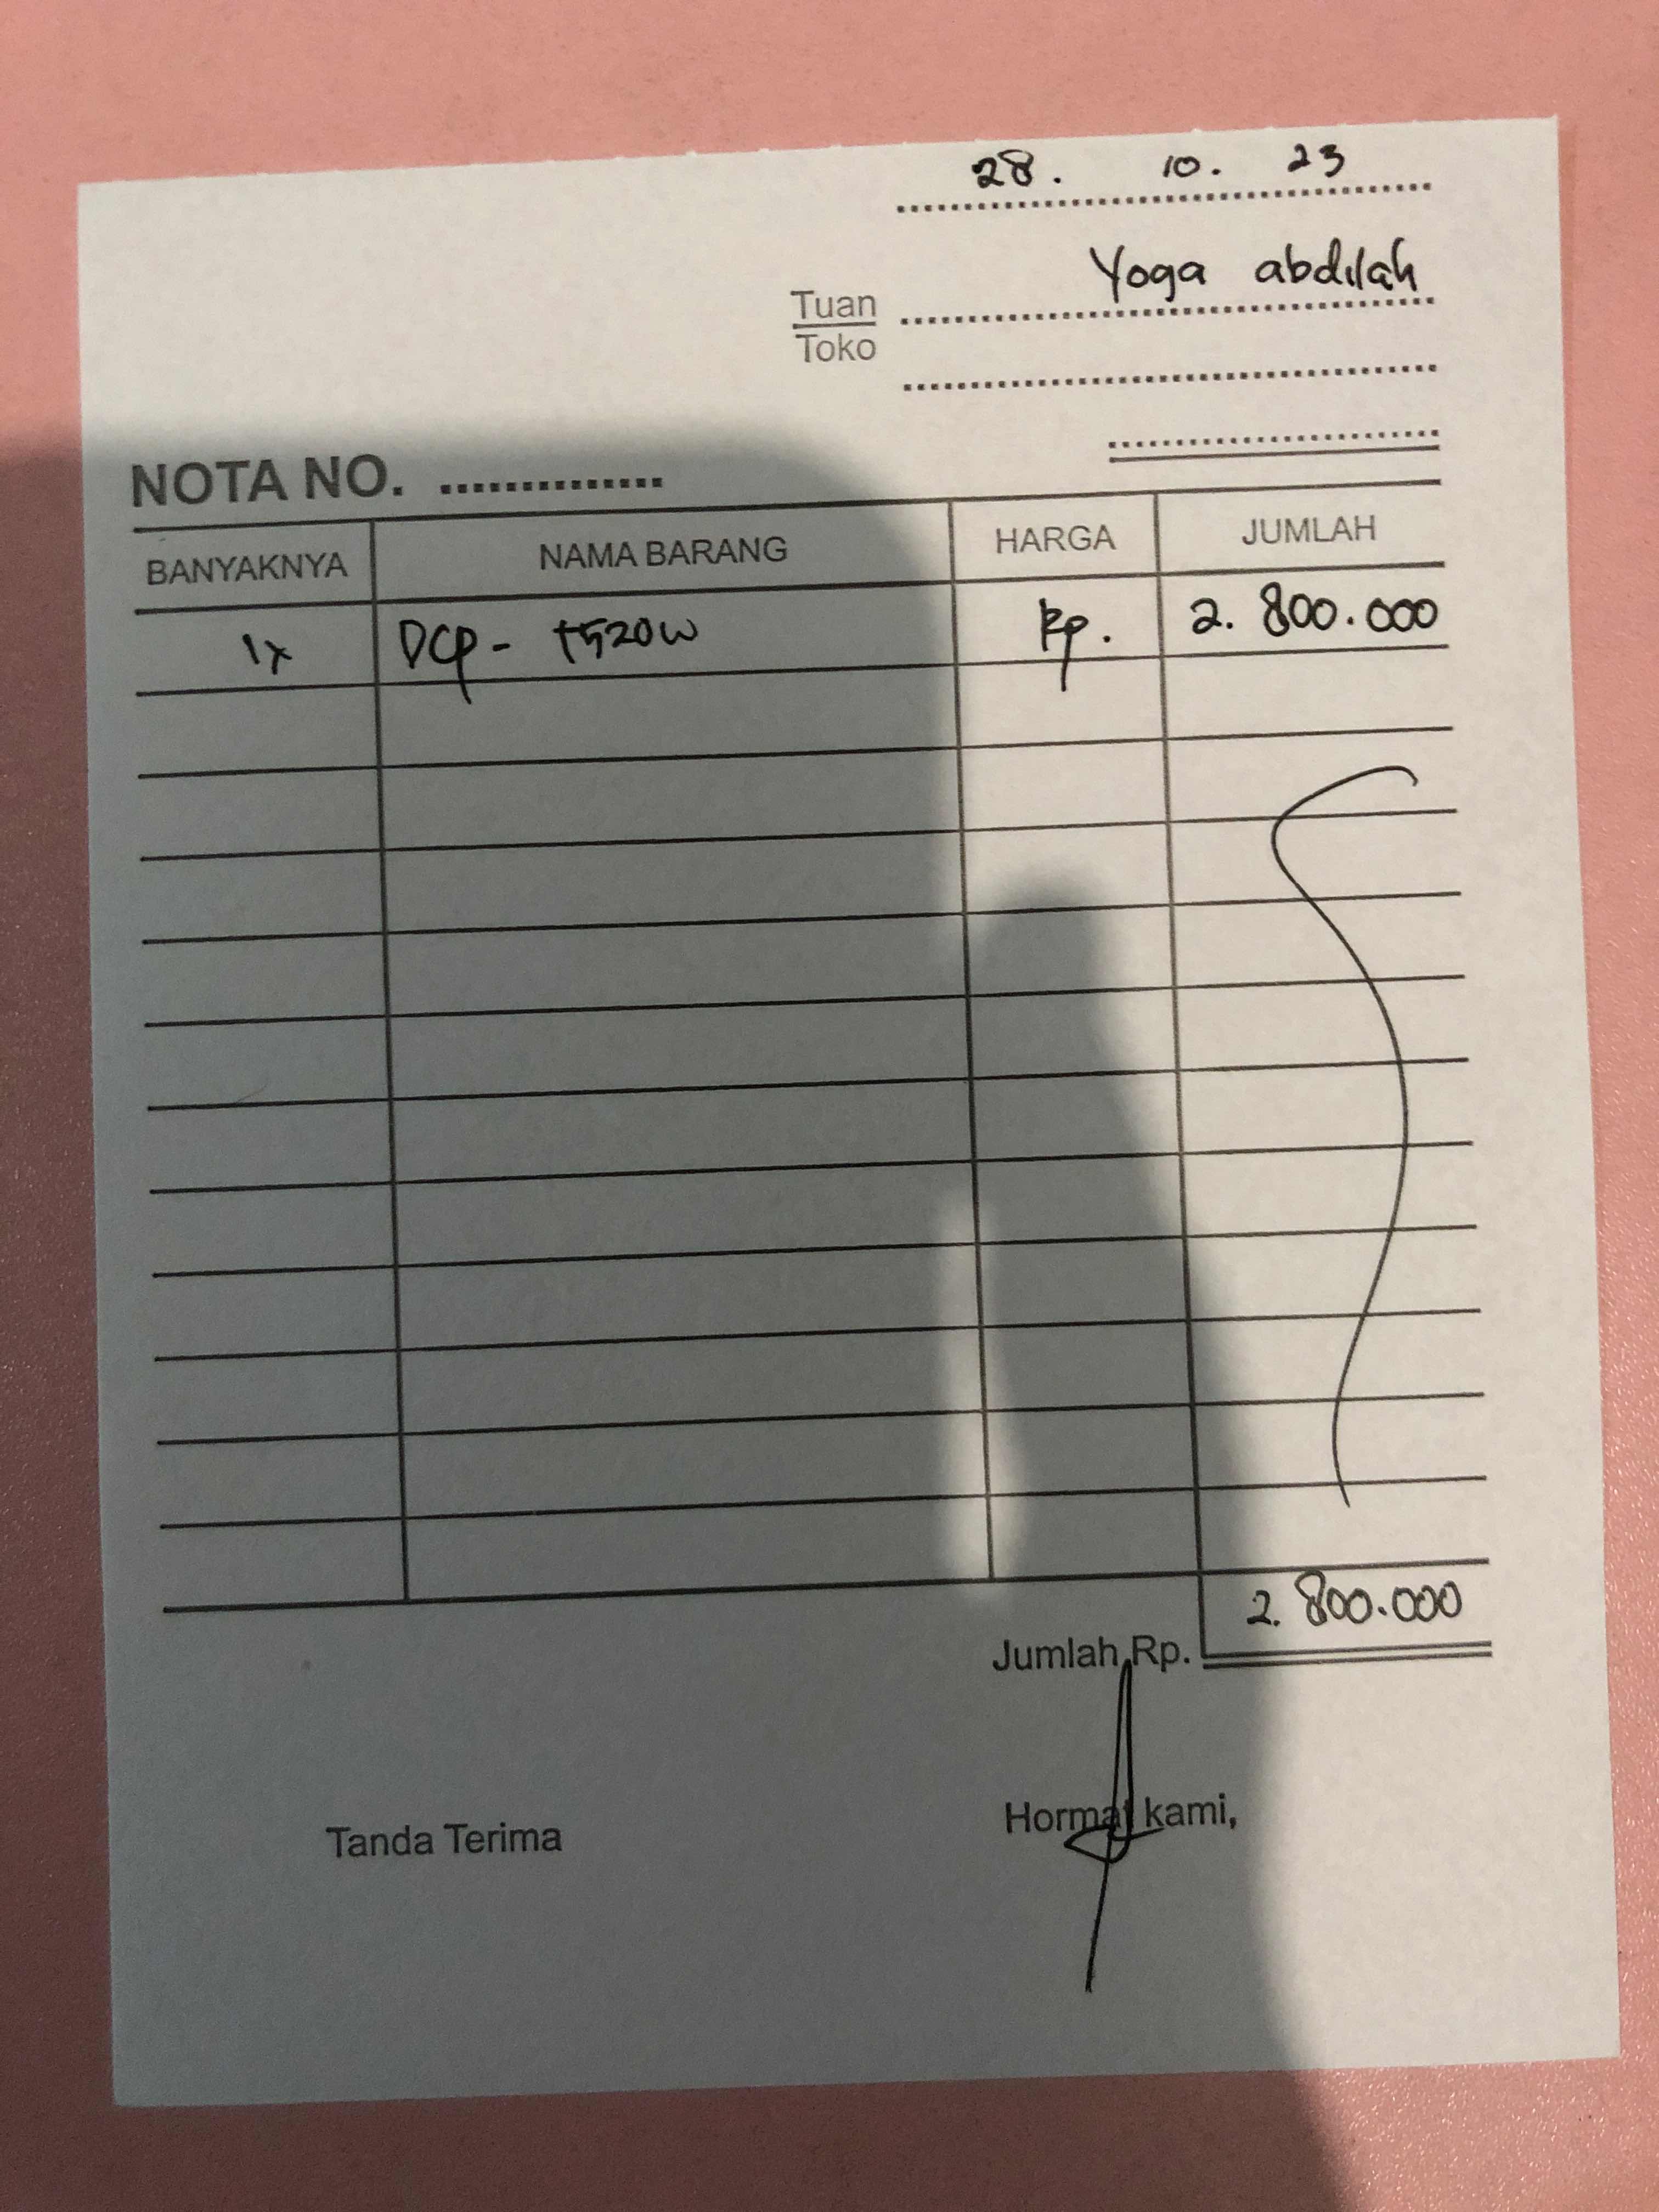 28. 10. 23
Tuan Yoga abdilah
Toko
NOTA NO. ..............
BANYAKNYA NAMA BARANG HARGA JUMLAH
1x DCP- t520w Rp. 2. 800.000
Jumlah Rp. 2. 800.000
Tanda Terima Hormat kami,